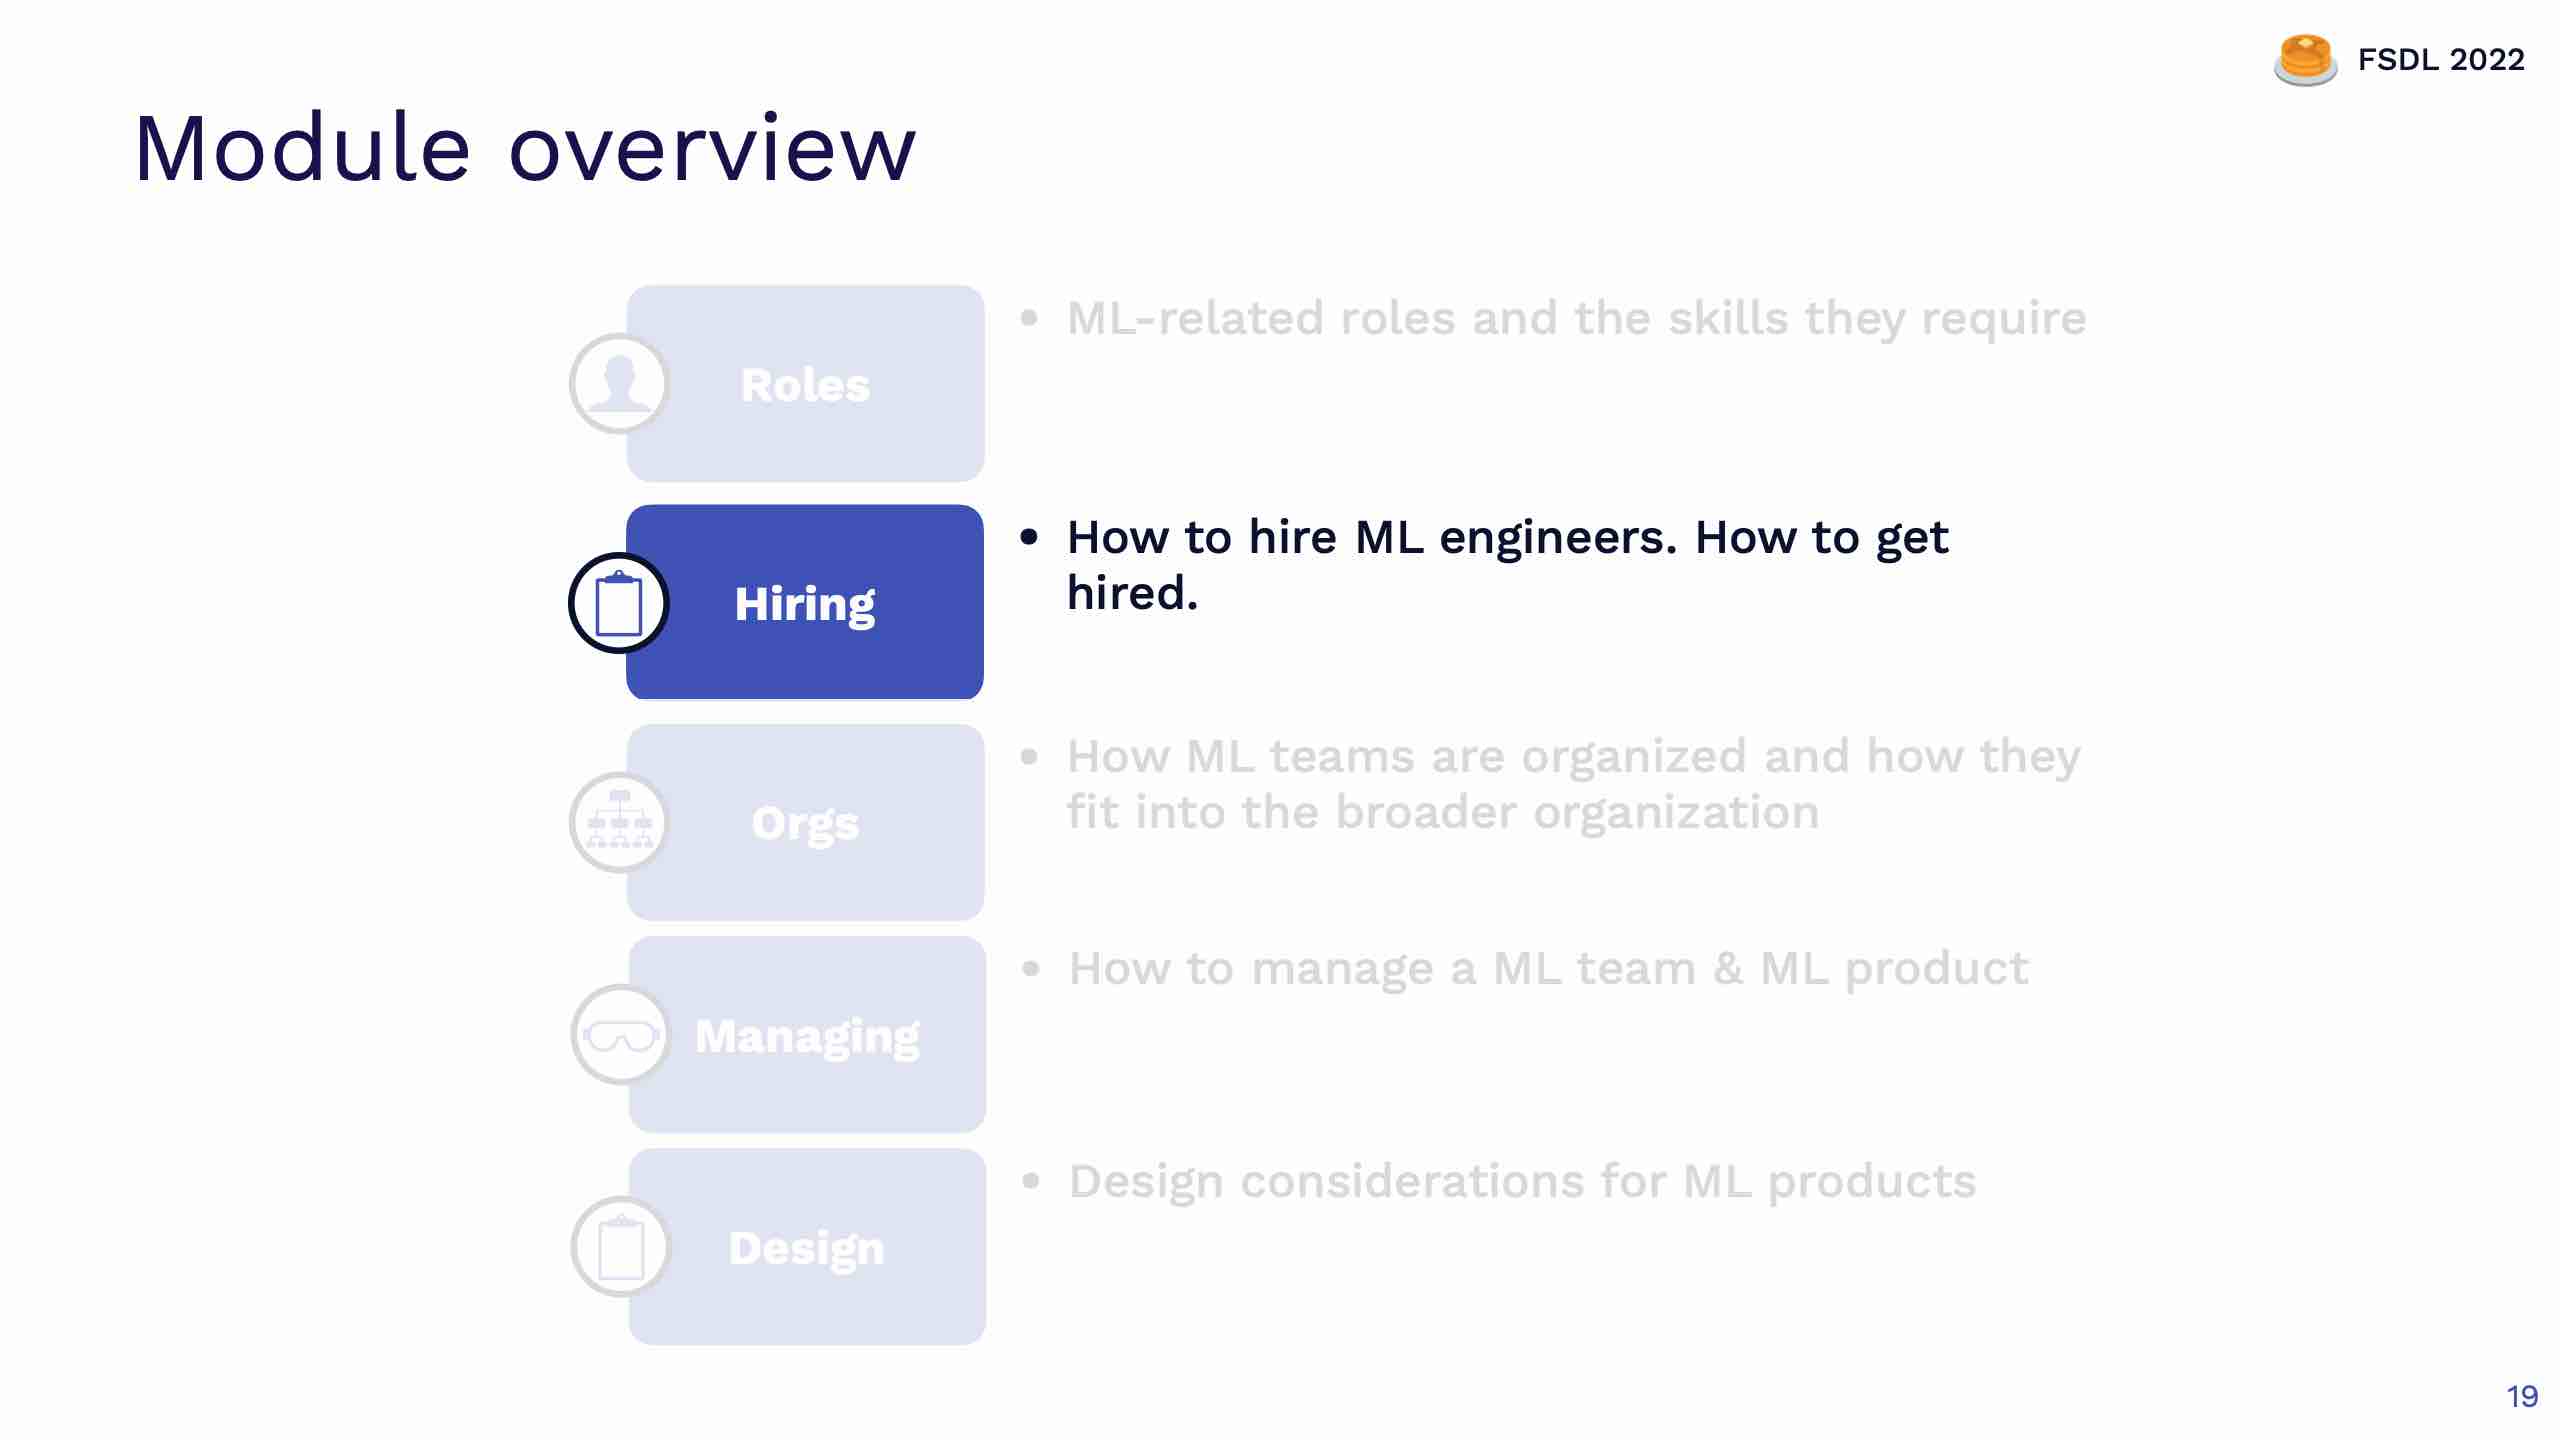 FSDL 2022
Module overview
Roles
• ML-related roles and the skills they require
Hiring
• How to hire ML engineers. How to get
hired.
Orgs
• How ML teams are organized and how they
fit into the broader organization
Managing
• How to manage a ML team & ML product
Design
• Design considerations for ML products
19